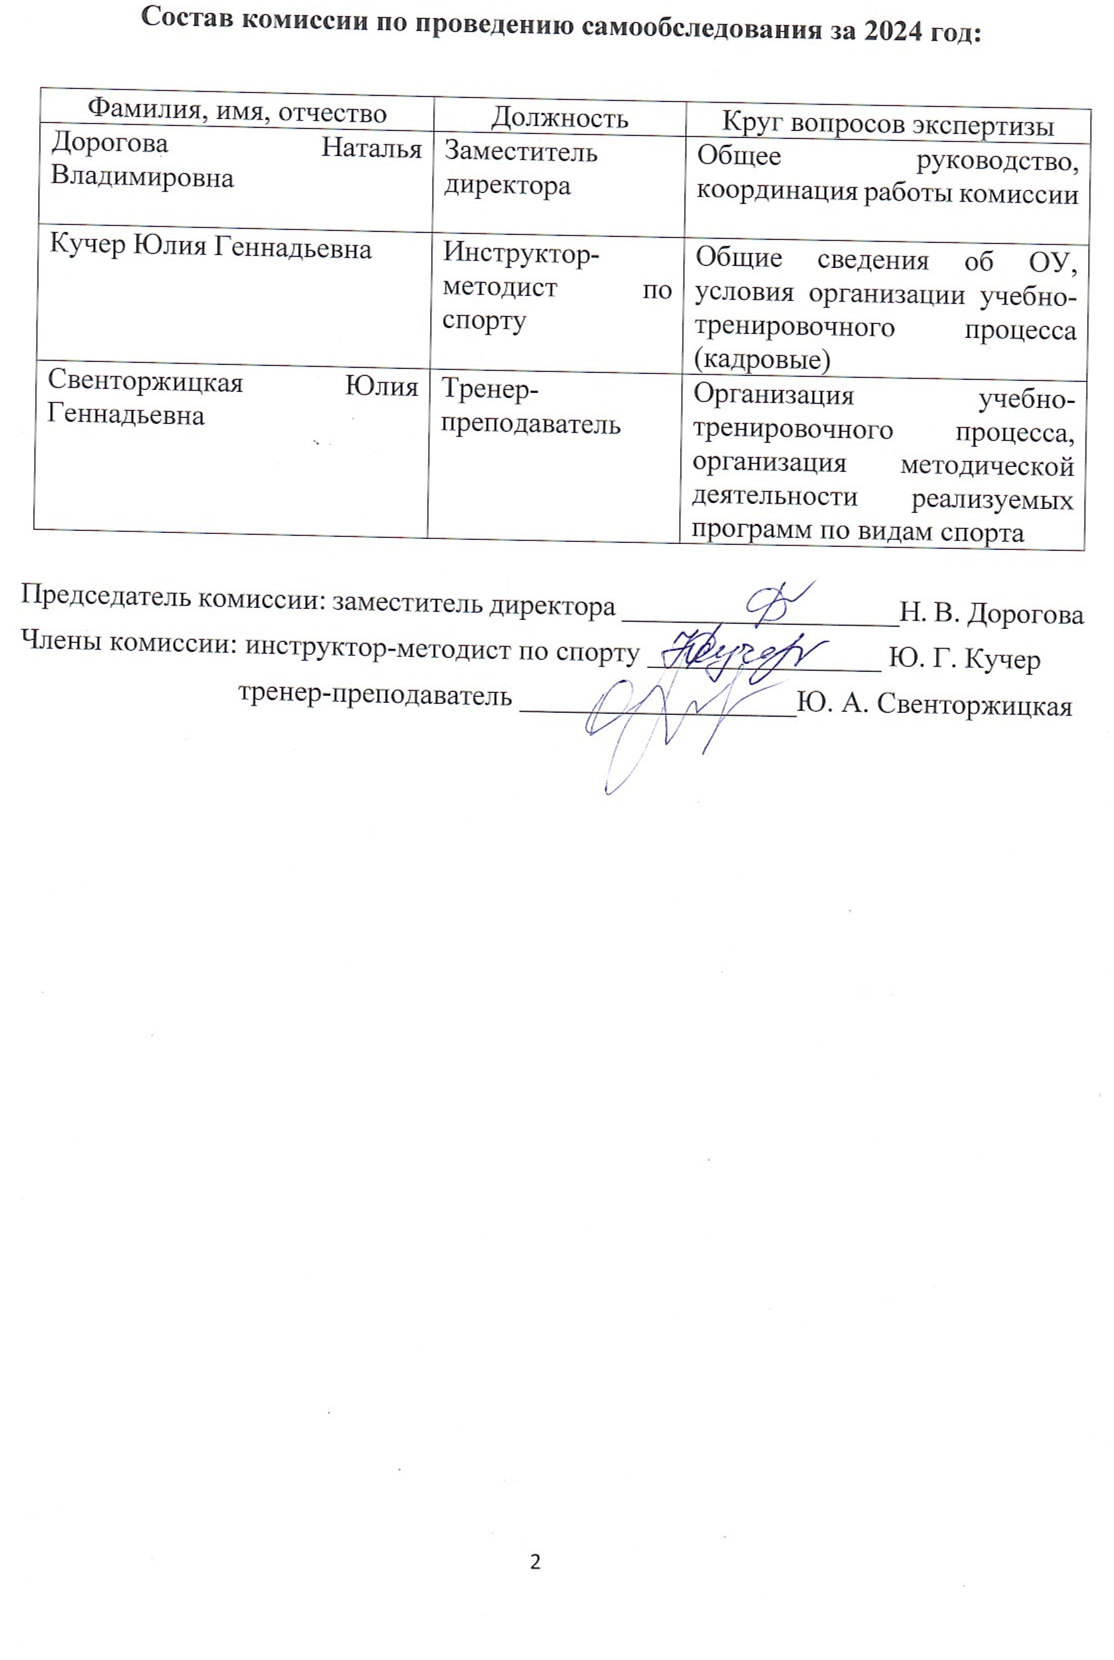 Состав комиссии по проведению самообследования за 2024 год:
Фамилия, имя, отчество Должность Круг вопросов экспертизы
Дорогова Наталья
Владимировна
Заместитель
директора
Общее руководство,
координация работы комиссии
Кучер Юлия Геннадьевна
Инструктор-
методист по
спорту
Общие сведения об ОУ,
условия организации учебно-
тренировочного процесса
(кадровые)
Свенторжицкая Юлия
Геннадьевна
Тренер-
преподаватель
Организация учебно-
тренировочного процесса,
организация методической
деятельности реализуемых
программ по видам спорта
Председатель комиссии: заместитель директора ____________________Н. В. Дорогова
Члены комиссии: инструктор-методист по спорту _________________ Ю. Г. Кучер
тренер-преподаватель ____________________Ю. А. Свенторжицкая
2